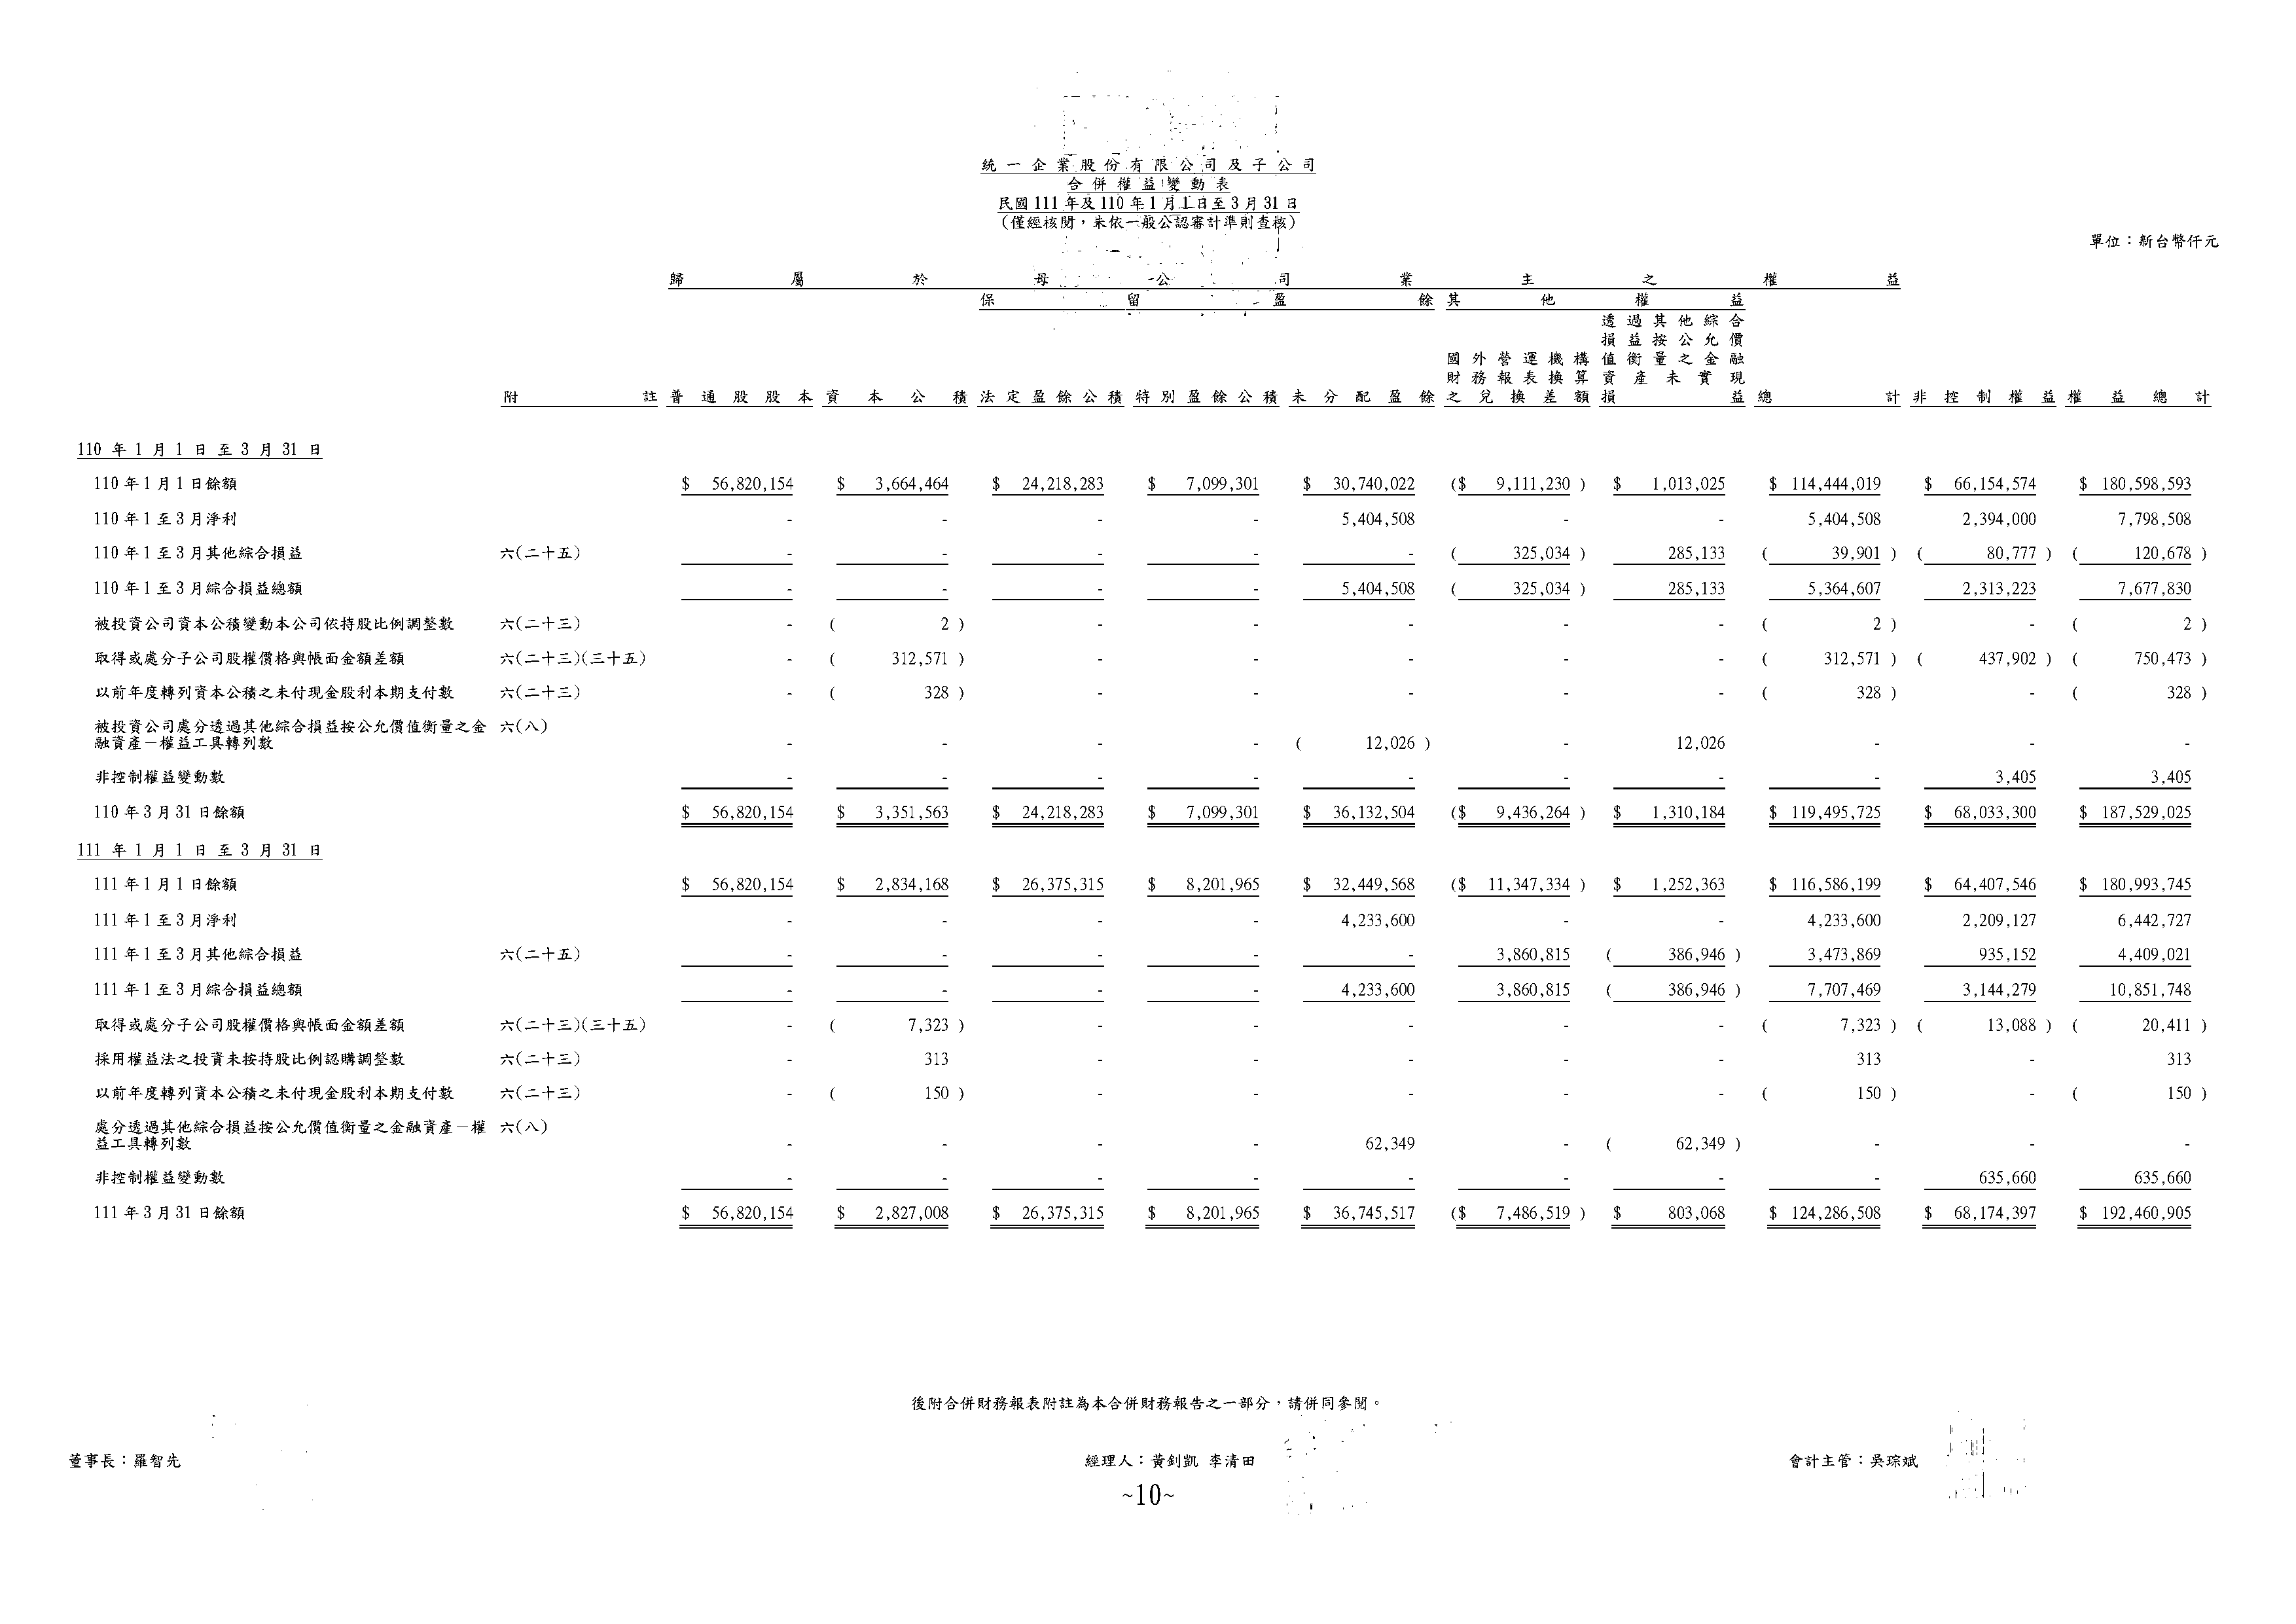 統一企業股份有限公司及子公司
合併權益變動表
民國111年及110年1月1日至3月31日
(僅經核閱，未依一般公認審計準則查核)
單位：新台幣仟元
歸屬於母公司業主之權益
保留盈餘 其他權益
透過其他綜合
損益按公允價
國外營運機構 值衡量之金融
財務報表換算 資產未實現
附註 普通股股本 資本公積 法定盈餘公積 特別盈餘公積 未分配盈餘 之兌換差額 損益 總計 非控制權益 權益總計
110年1月1日至3月31日
110年1月1日餘額 $ 56,820,154 $ 3,664,464 $ 24,218,283 $ 7,099,301 $ 30,740,022 ($ 9,111,230) $ 1,013,025 $ 114,444,019 $ 66,154,574 $ 180,598,593
110年1至3月淨利 - - - - 5,404,508 - - 5,404,508 2,394,000 7,798,508
110年1至3月其他綜合損益 六(二十五) - - - - - ( 325,034) 285,133 ( 39,901) ( 80,777) ( 120,678)
110年1至3月綜合損益總額 - - - - 5,404,508 ( 325,034) 285,133 5,364,607 2,313,223 7,677,830
被投資公司資本公積變動本公司依持股比例調整數 六(二十三) - ( 2) - - - - - ( 2) - ( 2)
取得或處分子公司股權價格與帳面金額差額 六(二十三)(三十五) - ( 312,571) - - - - - ( 312,571) ( 437,902) ( 750,473)
以前年度轉列資本公積之未付現金股利本期支付數 六(二十三) - ( 328) - - - - - ( 328) - ( 328)
被投資公司處分透過其他綜合損益按公允價值衡量之金 六(八)
融資產－權益工具轉列數 - - - - ( 12,026) - 12,026 - - -
非控制權益變動數 - - - - - - - - 3,405 3,405
110年3月31日餘額 $ 56,820,154 $ 3,351,563 $ 24,218,283 $ 7,099,301 $ 36,132,504 ($ 9,436,264) $ 1,310,184 $ 119,495,725 $ 68,033,300 $ 187,529,025
111年1月1日至3月31日
111年1月1日餘額 $ 56,820,154 $ 2,834,168 $ 26,375,315 $ 8,201,965 $ 32,449,568 ($ 11,347,334) $ 1,252,363 $ 116,586,199 $ 64,407,546 $ 180,993,745
111年1至3月淨利 - - - - 4,233,600 - - 4,233,600 2,209,127 6,442,727
111年1至3月其他綜合損益 六(二十五) - - - - - 3,860,815 ( 386,946) 3,473,869 935,152 4,409,021
111年1至3月綜合損益總額 - - - - 4,233,600 3,860,815 ( 386,946) 7,707,469 3,144,279 10,851,748
取得或處分子公司股權價格與帳面金額差額 六(二十三)(三十五) - ( 7,323) - - - - - ( 7,323) ( 13,088) ( 20,411)
採用權益法之投資未按持股比例認購調整數 六(二十三) - 313 - - - - - 313 - 313
以前年度轉列資本公積之未付現金股利本期支付數 六(二十三) - ( 150) - - - - - ( 150) - ( 150)
處分透過其他綜合損益按公允價值衡量之金融資產－權 六(八)
益工具轉列數 - - - - 62,349 - ( 62,349) - - -
非控制權益變動數 - - - - - - - - 635,660 635,660
111年3月31日餘額 $ 56,820,154 $ 2,827,008 $ 26,375,315 $ 8,201,965 $ 36,745,517 ($ 7,486,519) $ 803,068 $ 124,286,508 $ 68,174,397 $ 192,460,905
後附合併財務報表附註為本合併財務報告之一部分，請併同參閱。
董事長：羅智先 經理人：黃釗凱 李清田 會計主管：吳琮斌
~10~